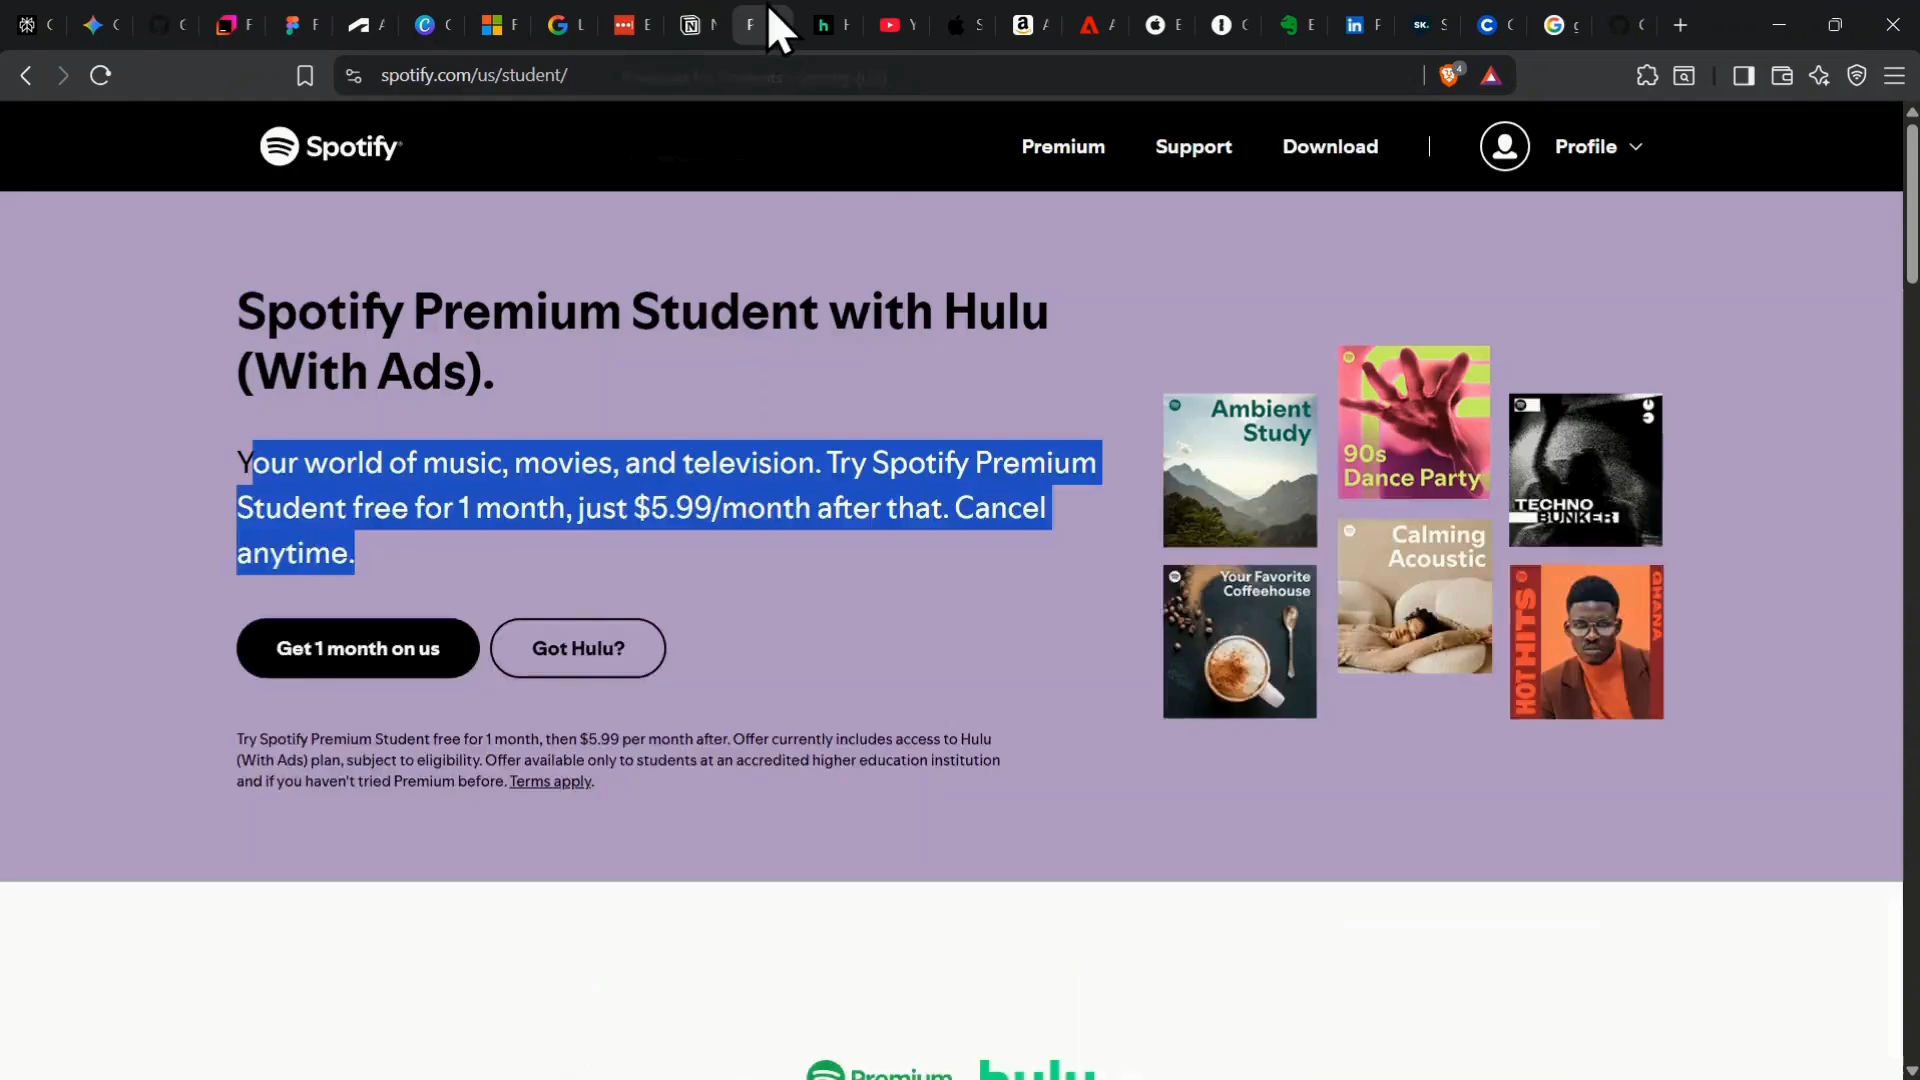 spotify.com/us/student/
4
Spotify
Premium
Support
Download
Profile
Spotify Premium Student with Hulu
(With Ads).
Your world of music, movies, and television. Try Spotify Premium
Student free for 1 month, just $5.99/month after that. Cancel
anytime.
Get 1 month on us
Got Hulu?
Try Spotify Premium Student free for 1 month, then $5.99 per month after. Offer currently includes access to Hulu
(With Ads) plan, subject to eligibility. Offer available only to students at an accredited higher education institution
and if you haven't tried Premium before. Terms apply.
Ambient
Study
90s
Dance Party
TECHNO
BUNKER
Your Favorite
Coffeehouse
Calming
Acoustic
HOT HITS
GHANA
Premium
hulu